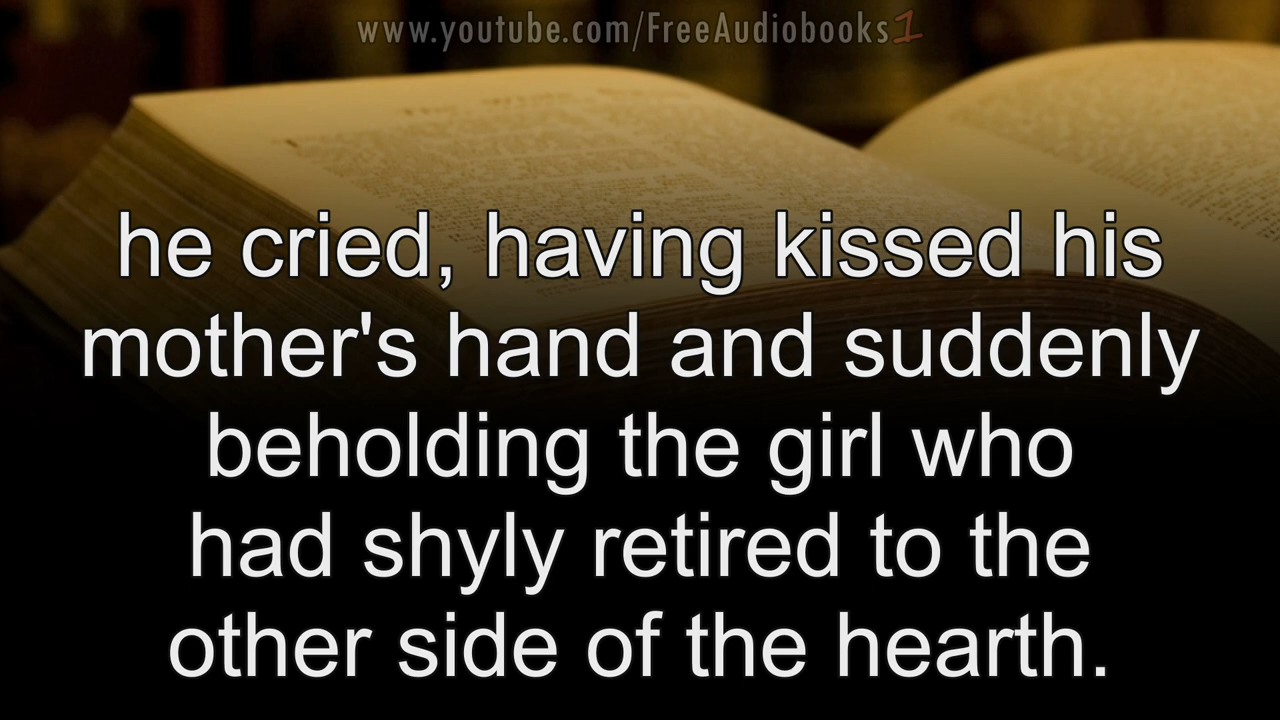 www.youtube.com/FreeAudiobooks1
he cried, having kissed his
mother's hand and suddenly
beholding the girl who
had shyly retired to the
other side of the hearth.